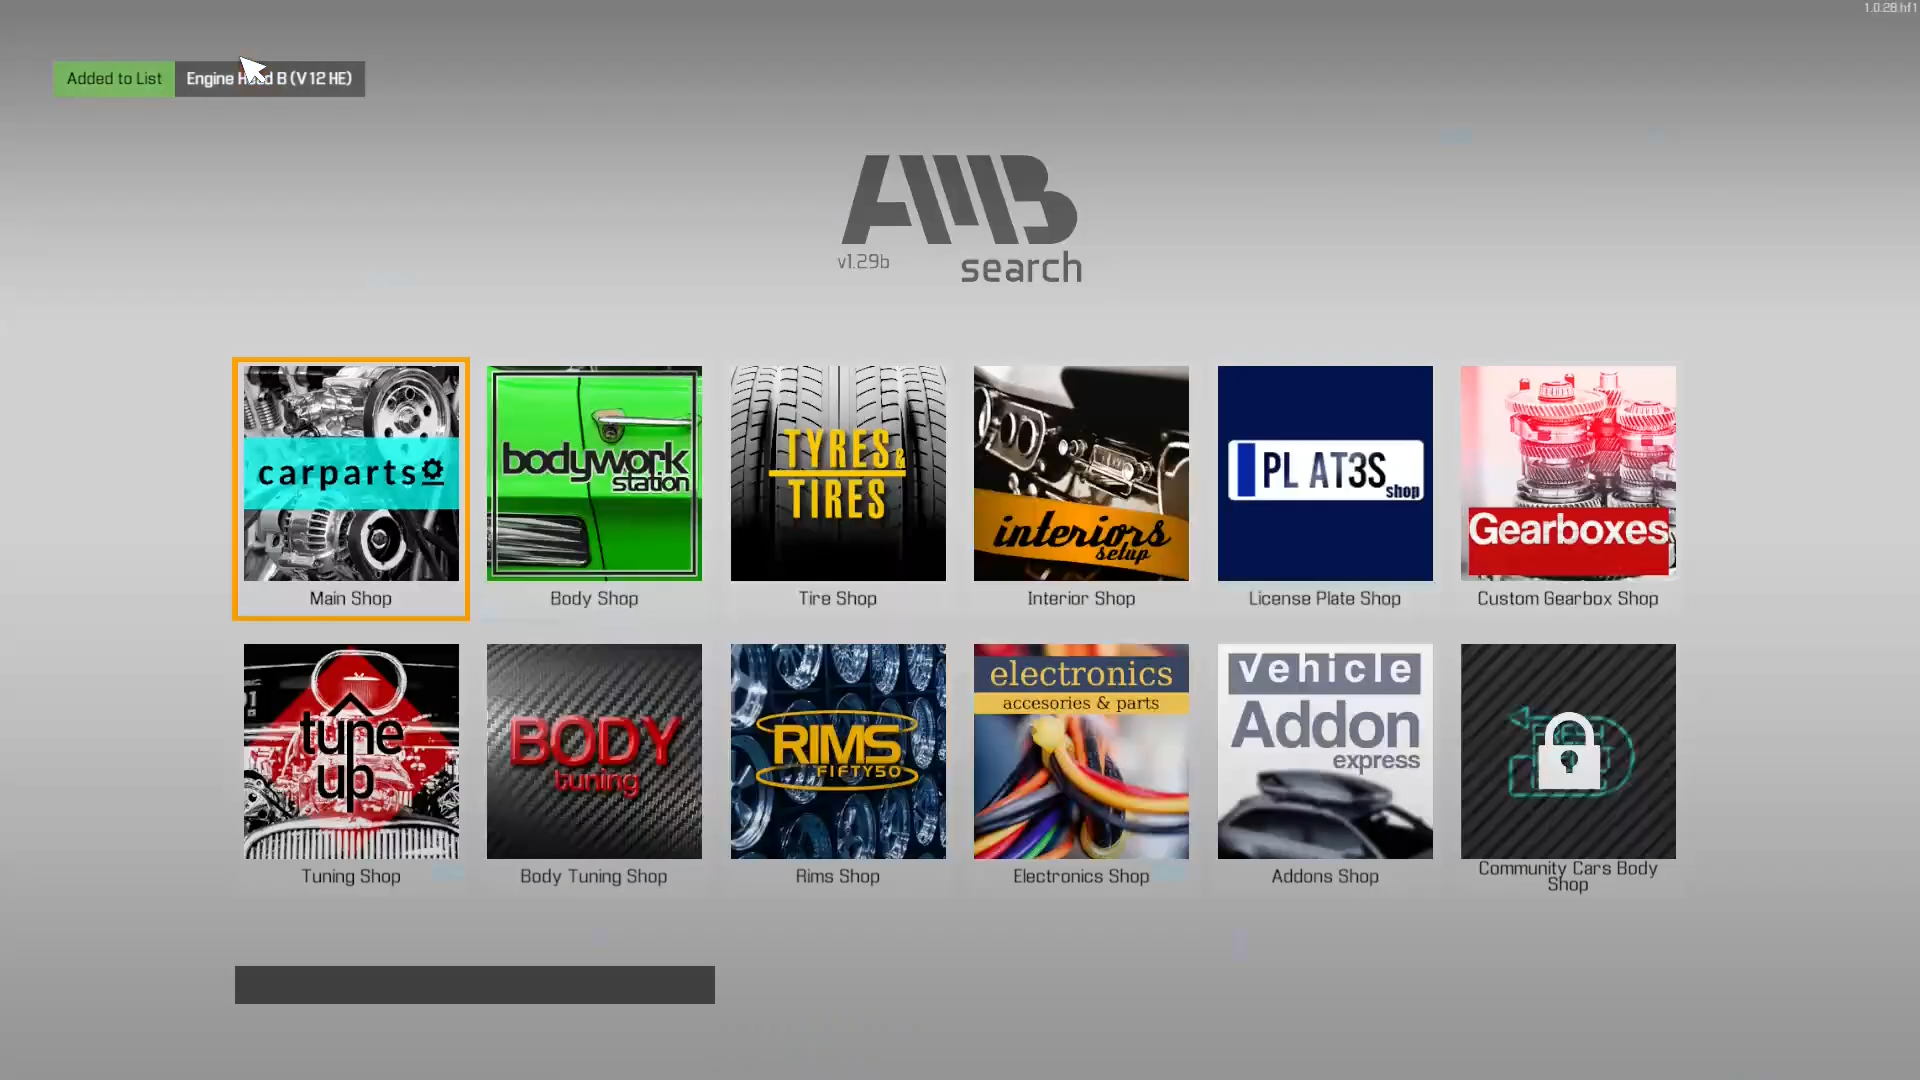 1.0.28.hf1
Added to List
Engine Head B (V12 HE)
AMB
v1.29b
search
carparts
Main Shop
bodywork
station
Body Shop
TYRES &
TIRES
Tire Shop
interiors
setup
Interior Shop
PL AT3S
shop
License Plate Shop
Gearboxes
Custom Gearbox Shop
tune
up
Tuning Shop
BODY
tuning
Body Tuning Shop
RIMS
FIFTY50
Rims Shop
electronics
accesories & parts
Electronics Shop
vehicle
Addon
express
Addons Shop
Community Cars Body
Shop